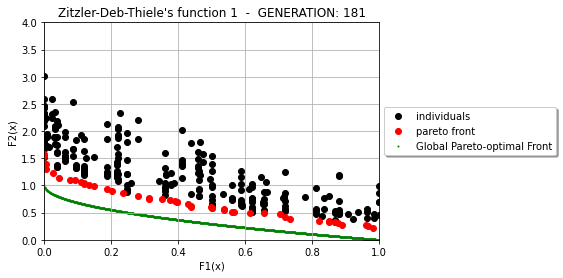 Zitzler-Deb-Thiele's function 1 - GENERATION: 181
4.0
3.5
3.0
2.5
2.0
1.5
1.0
0.5
0.0
F2(x)
0.0 0.2 0.4 0.6 0.8 1.0
F1(x)
individuals
pareto front
Global Pareto-optimal Front